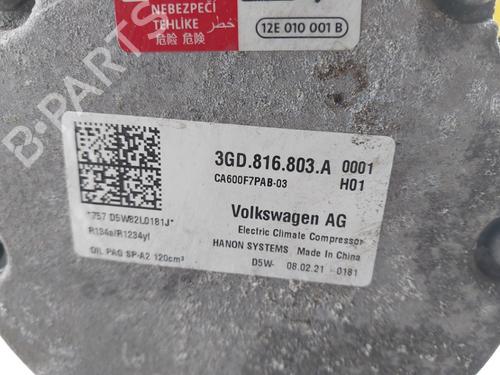 NEBEZPEČÍ
TEHLİKE
خطر
危险 危険
12E 010 001 B
B-PARTS
3GD.816.803.A 0001
CA600F7PAB-03 H01
Volkswagen AG
Electric Climate Compressor
HANON SYSTEMS Made in China
D5W- 08.02.21 -0181
*757 D5W82L0181J*
R134a/R1234yf
OIL PAG SP-A2 120cm³